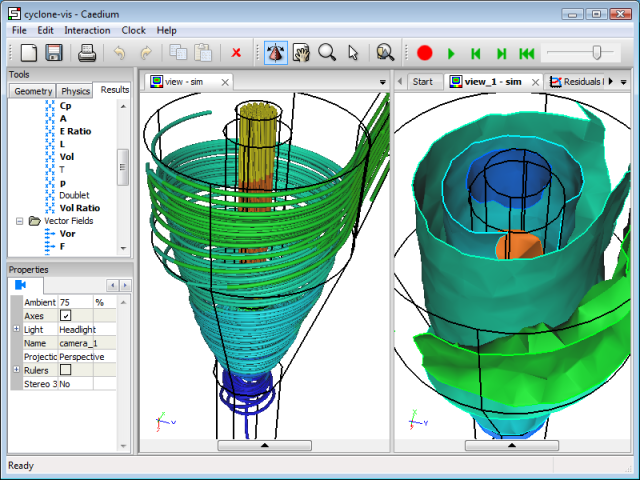 cyclone-vis - Caedium
File Edit Interaction Clock Help
Tools
Geometry Physics Results
Cp
A
E Ratio
L
Vol
T
p
Doublet
Vol Ratio
Vector Fields
Vor
F
Properties
Ambient 75 %
Axes
Light Headlight
Name camera_1
Projectic Perspective
Rulers
Stereo 3 No
view - sim
Start view_1 - sim Residuals
Ready